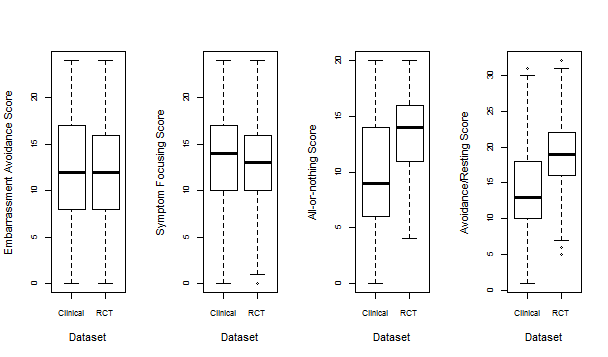 Embarrassment Avoidance Score
0
5
10
15
20
Clinical
RCT
Dataset
Symptom Focusing Score
0
5
10
15
20
Clinical
RCT
Dataset
All-or-nothing Score
0
5
10
15
20
Clinical
RCT
Dataset
Avoidance/Resting Score
0
5
10
15
20
25
30
Clinical
RCT
Dataset